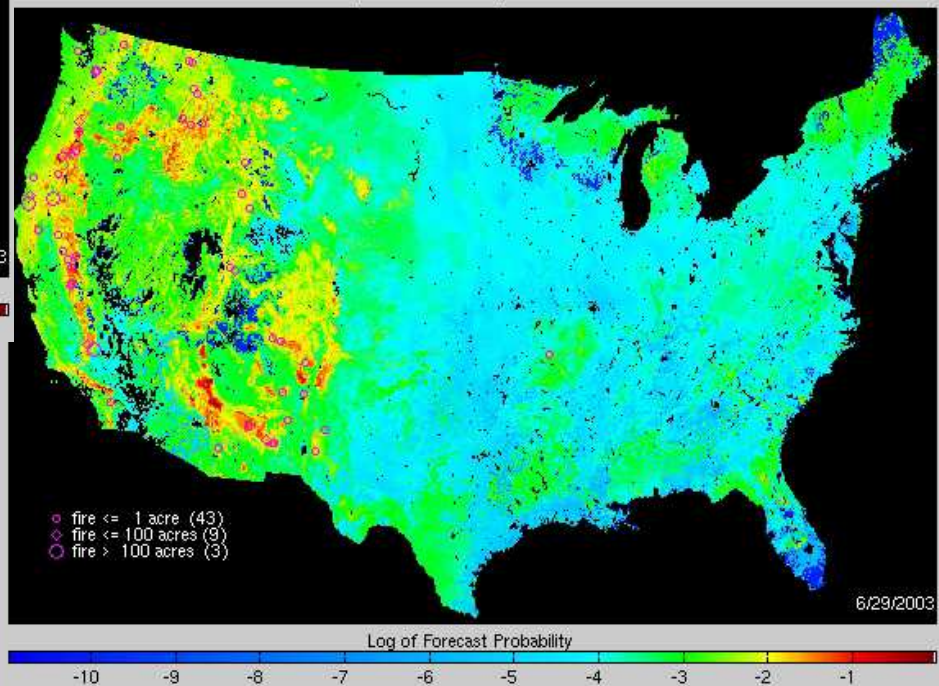 3
fire <= 1 acre (43)
fire <= 100 acres (9)
fire > 100 acres (3)
6/29/2003
Log of Forecast Probability
-10 -9 -8 -7 -6 -5 -4 -3 -2 -1